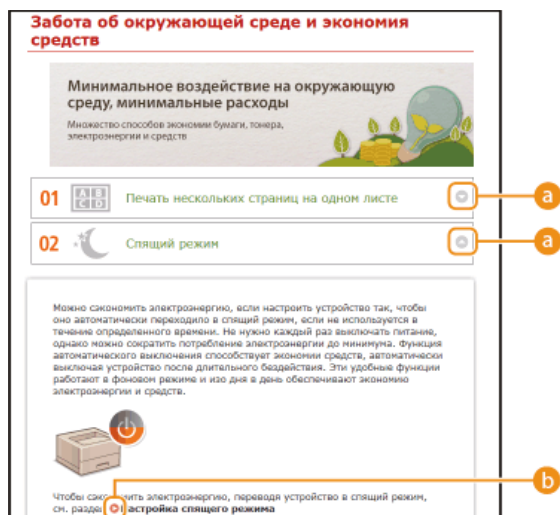 Забота об окружающей среде и экономия
средств
Минимальное воздействие на окружающую
среду, минимальные расходы
Множество способов экономии бумаги, тонера,
электроэнергии и средств
01 A B C D Печать нескольких страниц на одном листе a
02 Спящий режим a
Можно сэкономить электроэнергию, если настроить устройство так, чтобы
оно автоматически переходило в спящий режим, если не используется в
течение определенного времени. Не нужно каждый раз выключать питание,
однако можно сократить потребление электроэнергии до минимума. Функция
автоматического выключения способствует экономии средств, автоматически
выключая устройство после длительного бездействия. Эти удобные функции
работают в фоновом режиме и изо дня в день обеспечивают экономию
электроэнергии и средств.
b
Чтобы электроэнергию, переводя устройство в спящий режим,
см. Настройка спящего режима